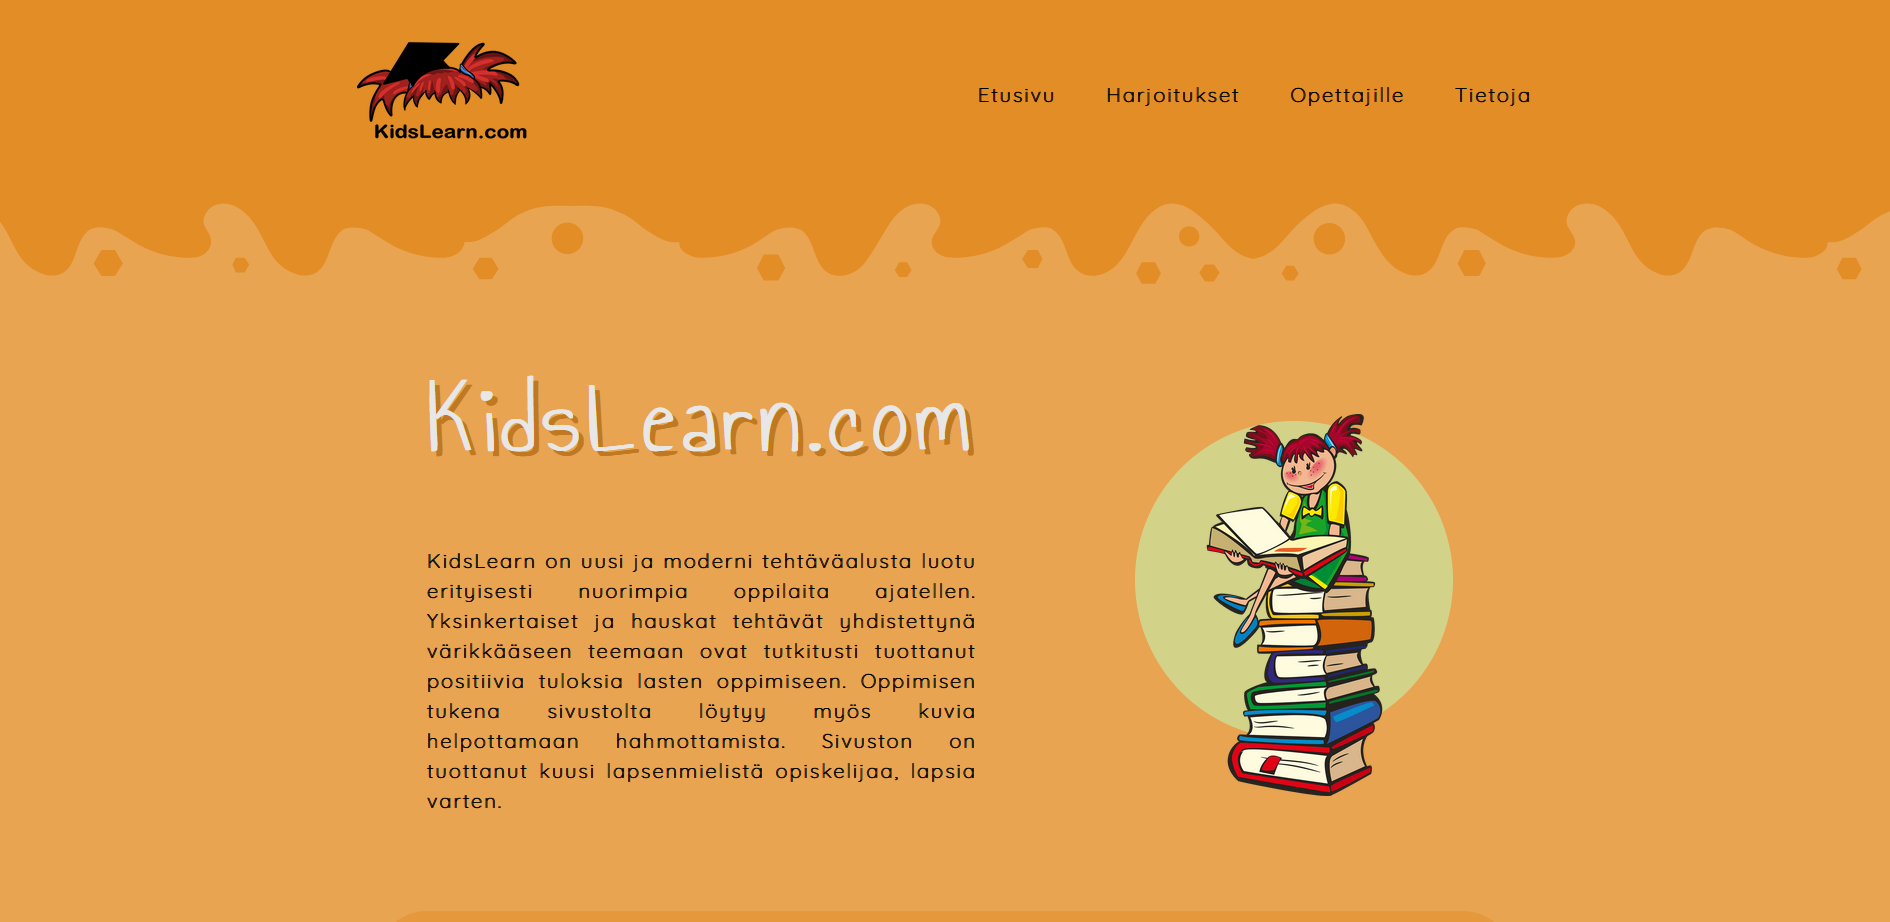 KidsLearn.com
Etusivu Harjoitukset Opettajille Tietoja
KidsLearn.com
KidsLearn on uusi ja moderni tehtäväalusta luotu
erityisesti nuorimpia oppilaita ajatellen.
Yksinkertaiset ja hauskat tehtävät yhdistettynä
värikkääseen teemaan ovat tutkitusti tuottanut
positiivia tuloksia lasten oppimiseen. Oppimisen
tukena sivustolta löytyy myös kuvia
helpottamaan hahmottamista. Sivuston on
tuottanut kuusi lapsenmielistä opiskelijaa, lapsia
varten.